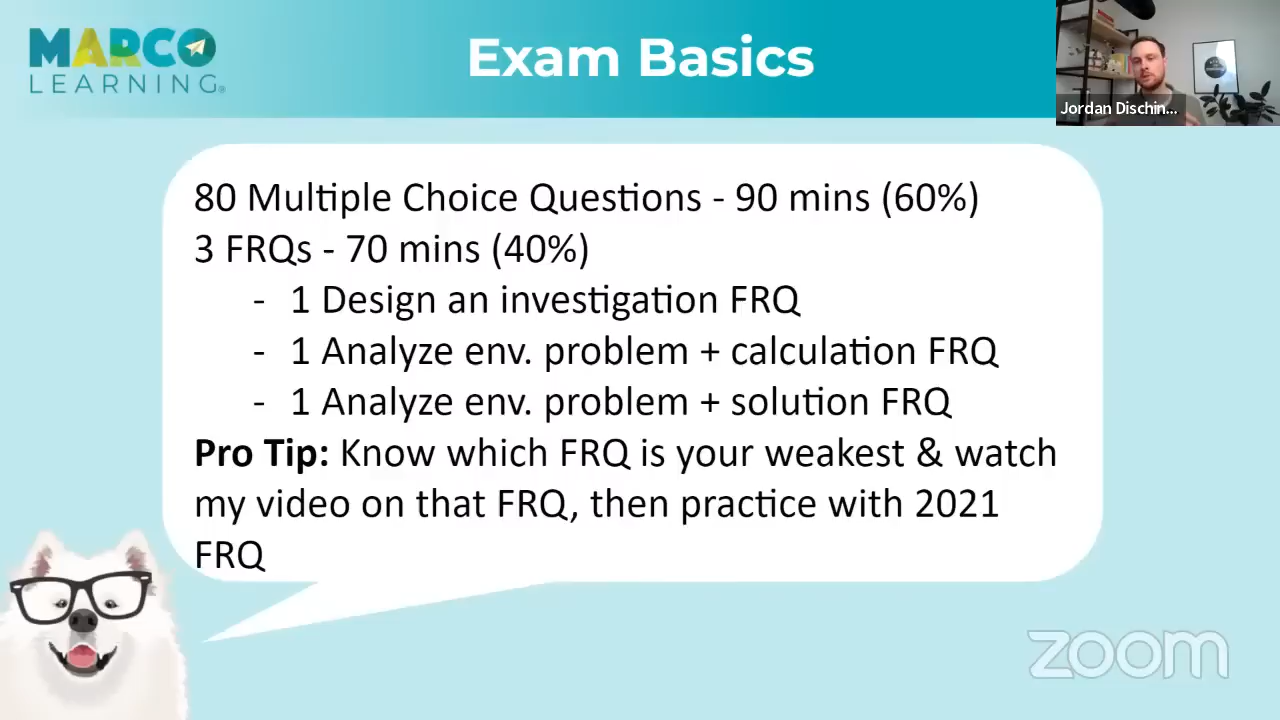 MARCO
LEARNING®
Exam Basics
Jordan Dischin...
80 Multiple Choice Questions - 90 mins (60%)
3 FRQs - 70 mins (40%)
- 1 Design an investigation FRQ
- 1 Analyze env. problem + calculation FRQ
- 1 Analyze env. problem + solution FRQ
Pro Tip: Know which FRQ is your weakest & watch
my video on that FRQ, then practice with 2021
FRQ
zoom